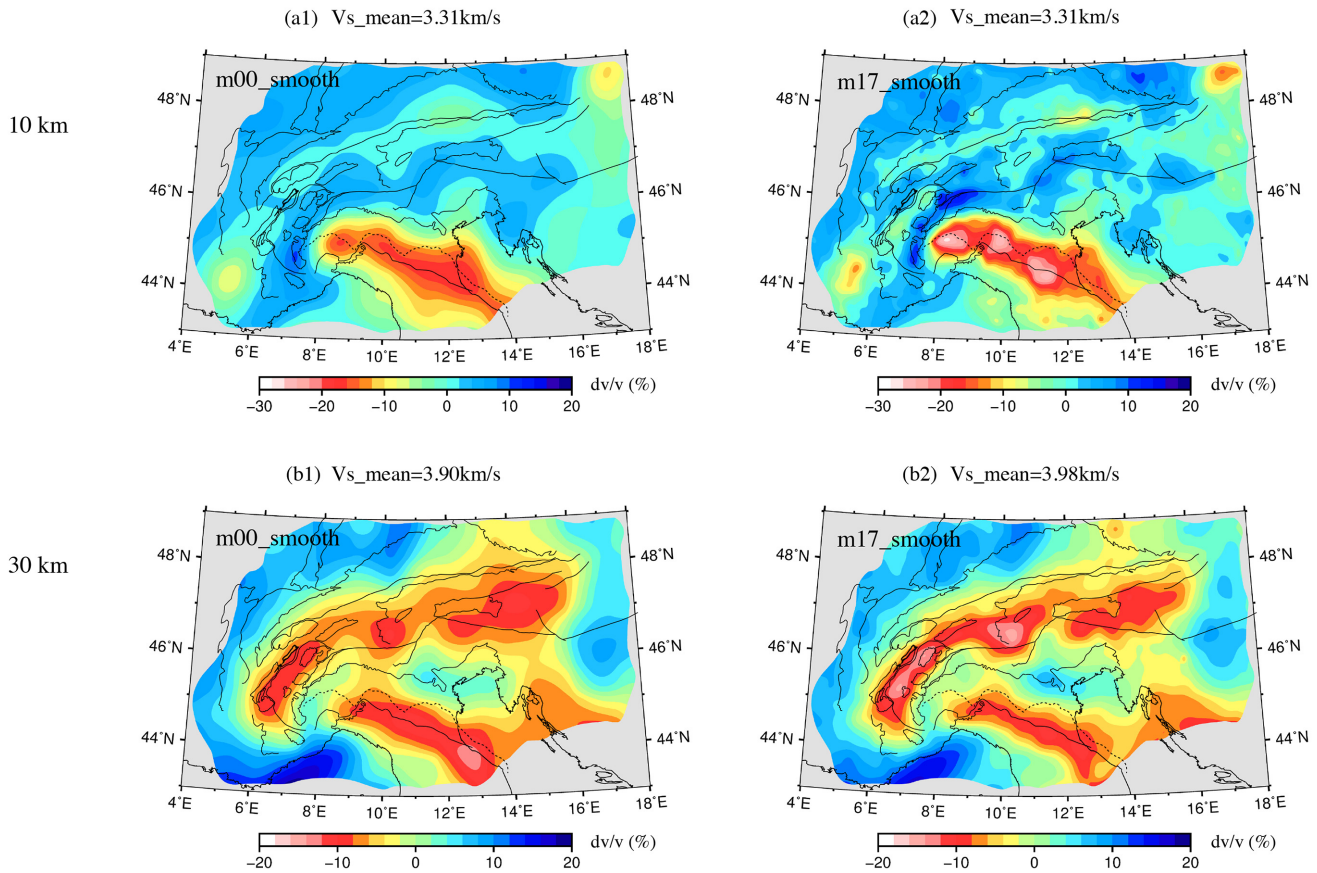 (a1) Vs_mean=3.31km/s
(a2) Vs_mean=3.31km/s
10 km
m00_smooth
m17_smooth
48°N
48°N
48°N
48°N
46°N
46°N
46°N
46°N
44°N
44°N
44°N
44°N
4°E 6°E 8°E 10°E 12°E 14°E 16°E 18°E
4°E 6°E 8°E 10°E 12°E 14°E 16°E 18°E
dv/v (%)
dv/v (%)
−30 −20 −10 0 10 20
−30 −20 −10 0 10 20
(b1) Vs_mean=3.90km/s
(b2) Vs_mean=3.98km/s
30 km
m00_smooth
m17_smooth
48°N
48°N
48°N
48°N
46°N
46°N
46°N
46°N
44°N
44°N
44°N
44°N
4°E 6°E 8°E 10°E 12°E 14°E 16°E 18°E
4°E 6°E 8°E 10°E 12°E 14°E 16°E 18°E
dv/v (%)
dv/v (%)
−20 −10 0 10 20
−20 −10 0 10 20